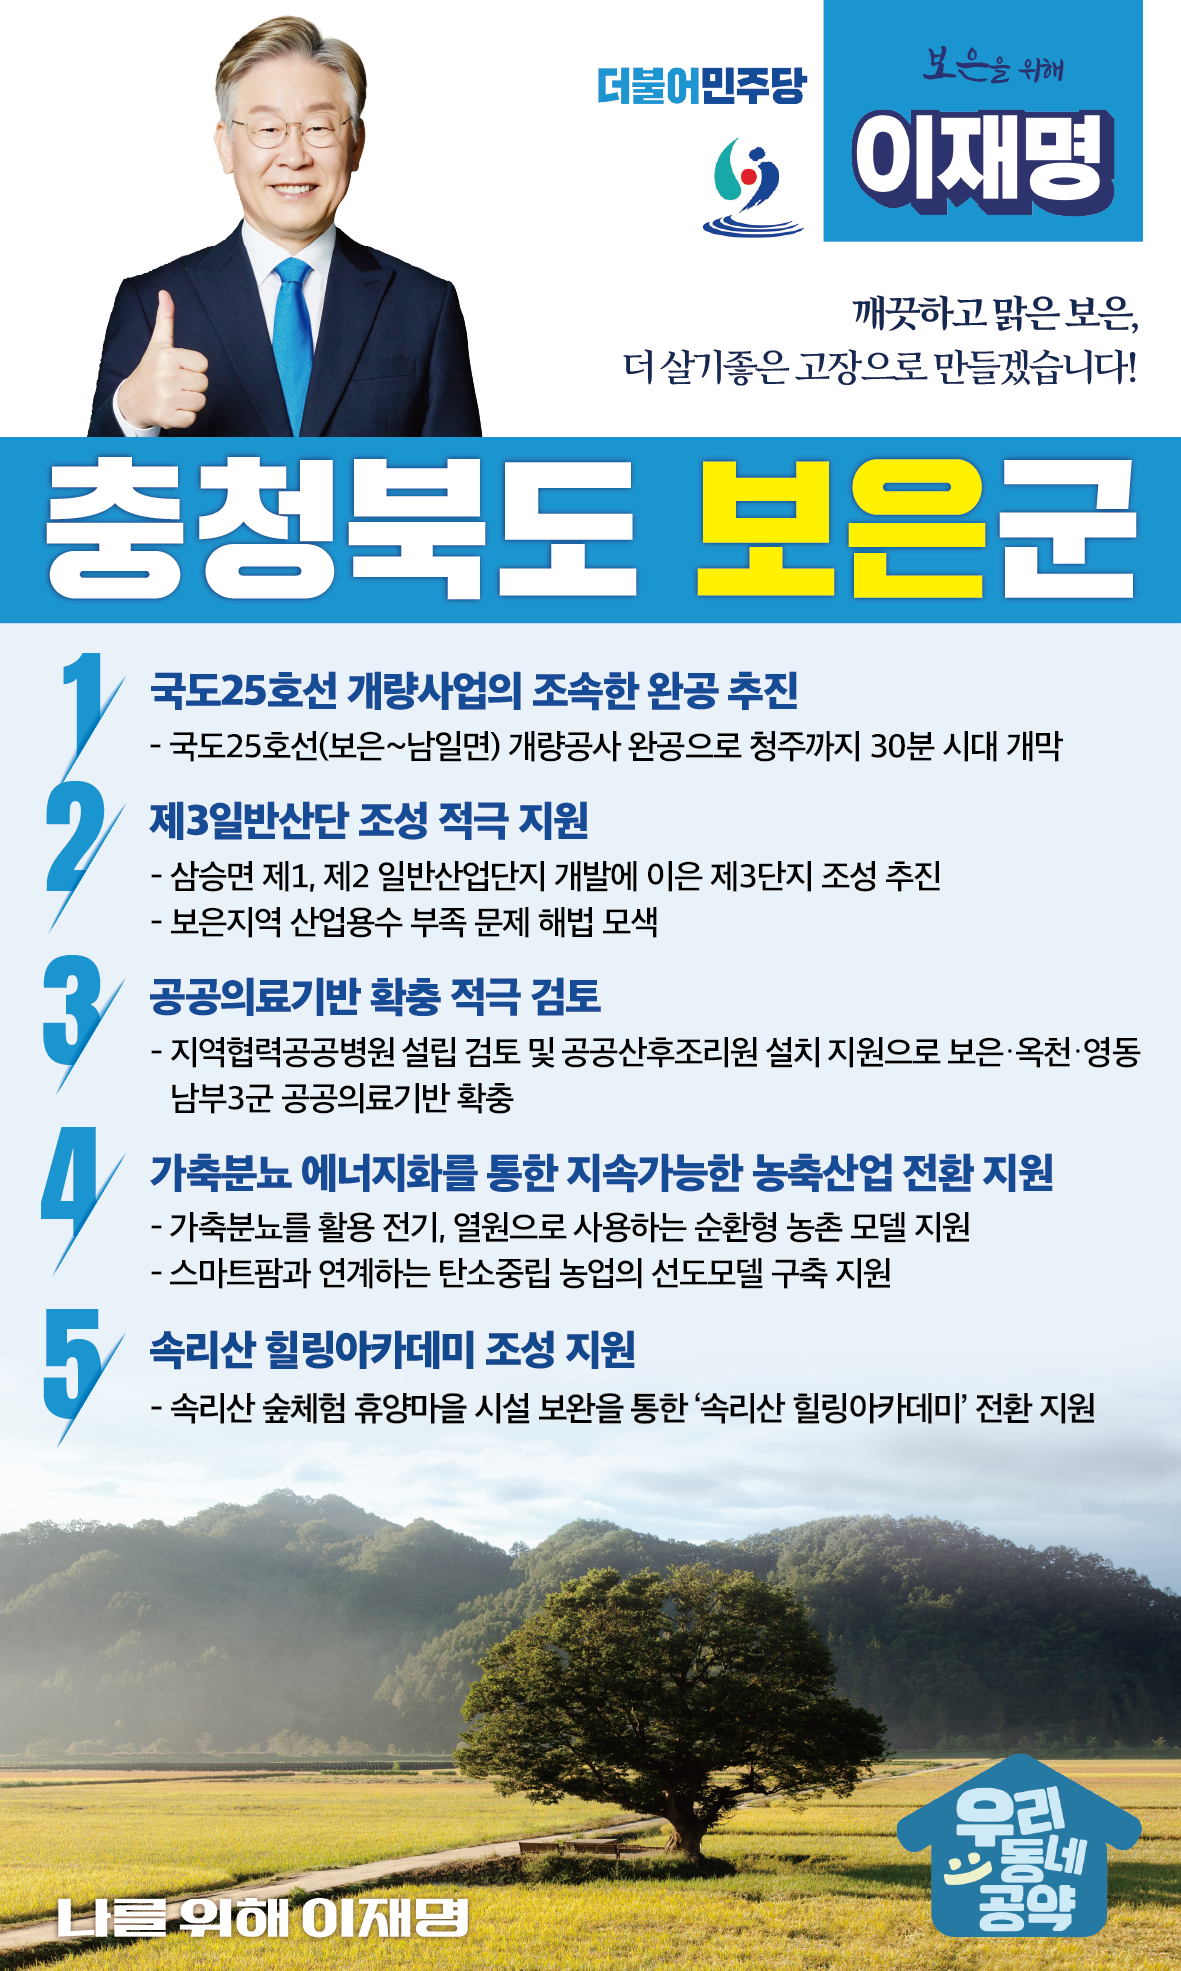 더불어민주당
보은을 위해
이재명
깨끗하고 맑은 보은,
더 살기좋은 고장으로 만들겠습니다!
충청북도 보은군
1
국도25호선 개량사업의 조속한 완공 추진
- 국도25호선(보은~남일면) 개량공사 완공으로 청주까지 30분 시대 개막
2
제3일반산단 조성 적극 지원
- 삼승면 제1, 제2 일반산업단지 개발에 이은 제3단지 조성 추진
- 보은지역 산업용수 부족 문제 해법 모색
3
공공의료기반 확충 적극 검토
- 지역협력공공병원 설립 검토 및 공공산후조리원 설치 지원으로 보은·옥천·영동
남부3군 공공의료기반 확충
4
가축분뇨 에너지화를 통한 지속가능한 농축산업 전환 지원
- 가축분뇨를 활용 전기, 열원으로 사용하는 순환형 농촌 모델 지원
- 스마트팜과 연계하는 탄소중립 농업의 선도모델 구축 지원
5
속리산 힐링아카데미 조성 지원
- 속리산 숲체험 휴양마을 시설 보완을 통한 ‘속리산 힐링아카데미’ 전환 지원
우리
동네
공약
나를 위해 이재명